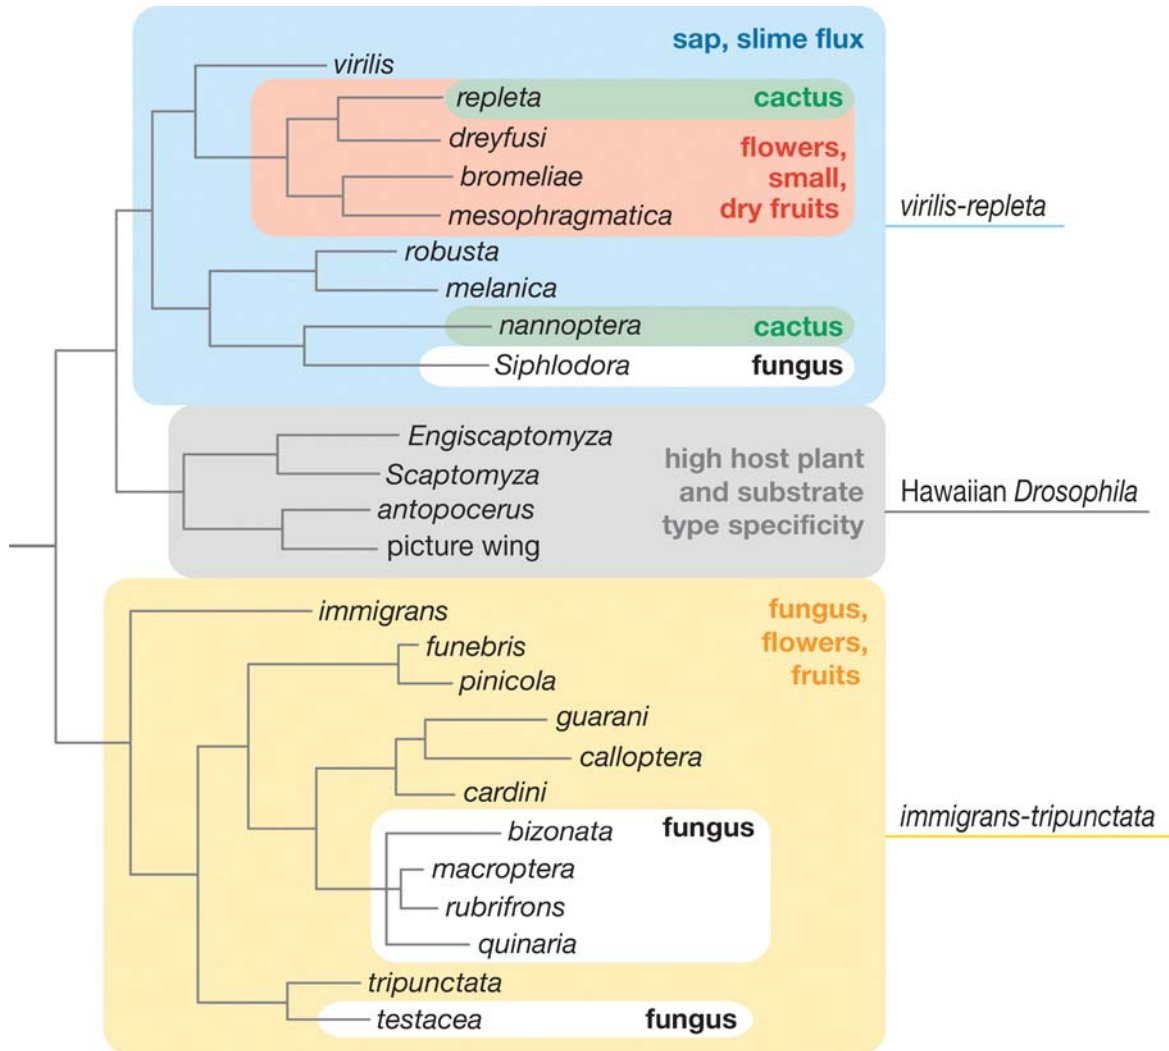 sap, slime flux
virilis
repleta
cactus
dreyfusi
flowers,
small,
dry fruits
bromeliae
mesophragmatica
virilis-repleta
robusta
melanica
nannoptera
cactus
Siphlodora
fungus
Engiscaptomyza
Scaptomyza
antopocerus
picture wing
high host plant
and substrate
type specificity
Hawaiian Drosophila
immigrans
fungus,
flowers,
fruits
funebris
pinicola
guarani
calloptera
cardini
bizonata
fungus
macroptera
rubrifrons
quinaria
immigrans-tripunctata
tripunctata
testacea
fungus